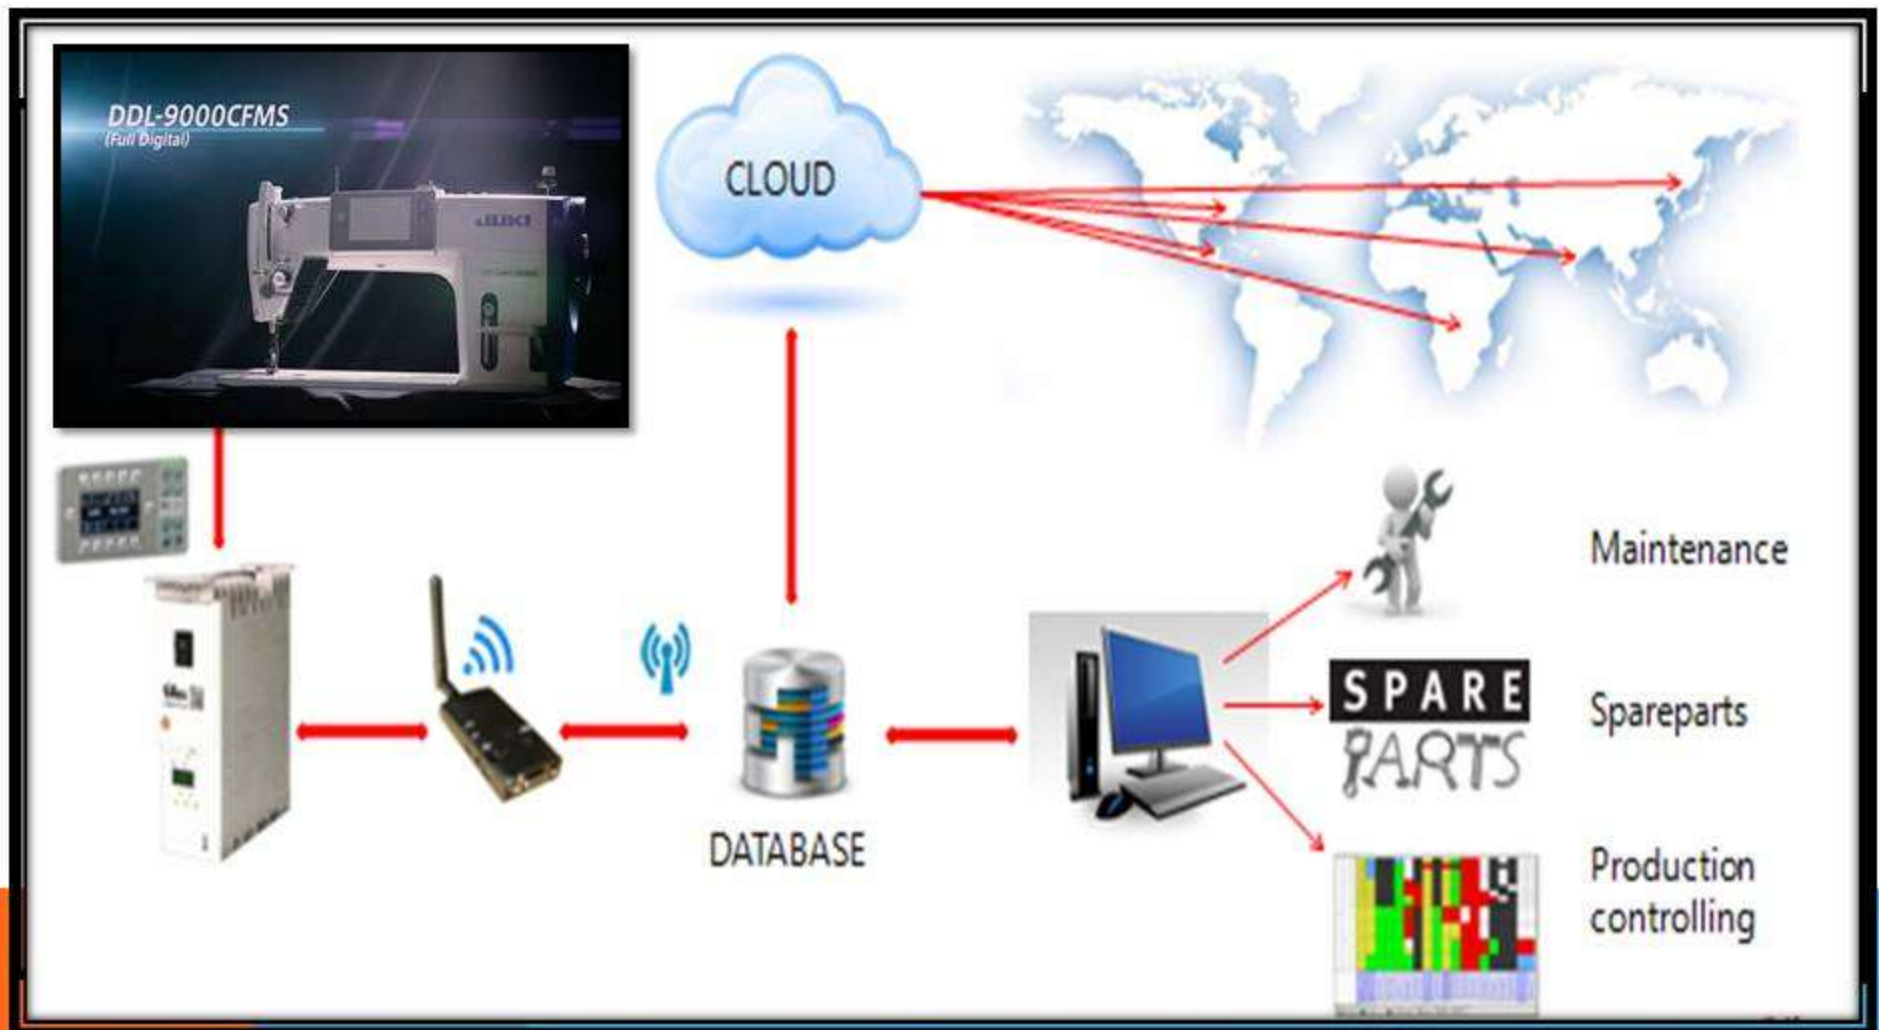 DDL-9000CFMS
(Full Digital)
JUKI
CLOUD
Maintenance
SPARE
PARTS
Spareparts
DATABASE
Production
controlling